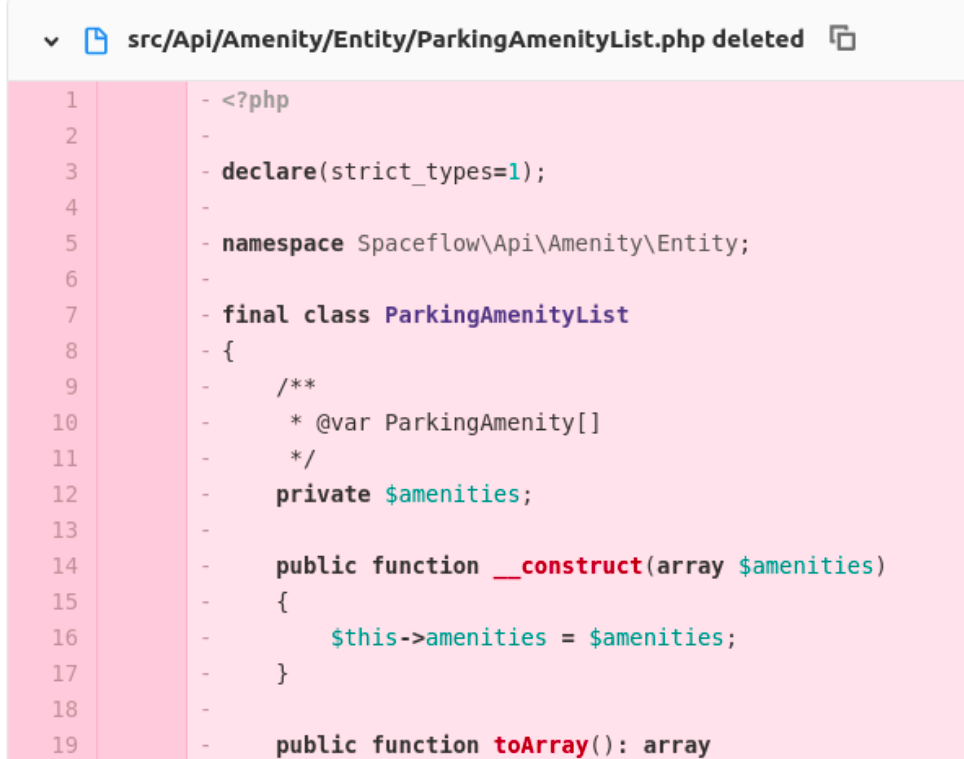 src/Api/Amenity/Entity/ParkingAmenityList.php deleted
1 - <?php
2 -
3 - declare(strict_types=1);
4 -
5 - namespace Spaceflow\Api\Amenity\Entity;
6 -
7 - final class ParkingAmenityList
8 - {
9 -     /**
10 -      * @var ParkingAmenity[]
11 -      */
12 -     private $amenities;
13 -
14 -     public function __construct(array $amenities)
15 -     {
16 -         $this->amenities = $amenities;
17 -     }
18 -
19 -     public function toArray(): array